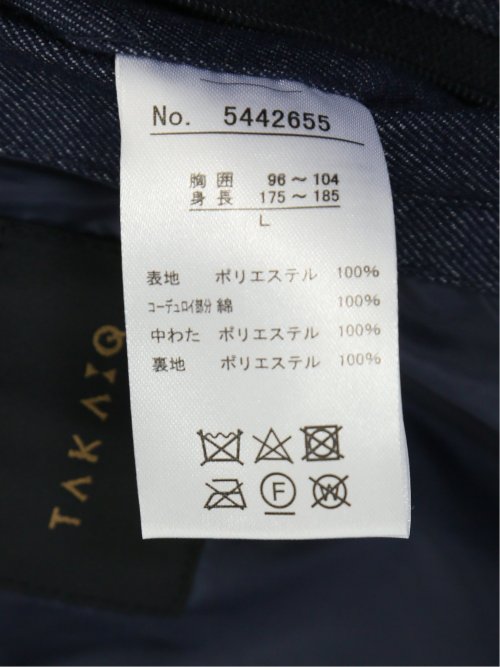 No. 5442655
胸囲 96～104
身長 175～185
L
表地 ポリエステル 100%
コーデュロイ部分 綿 100%
中わた ポリエステル 100%
裏地 ポリエステル 100%
F
W
TAKAIQ